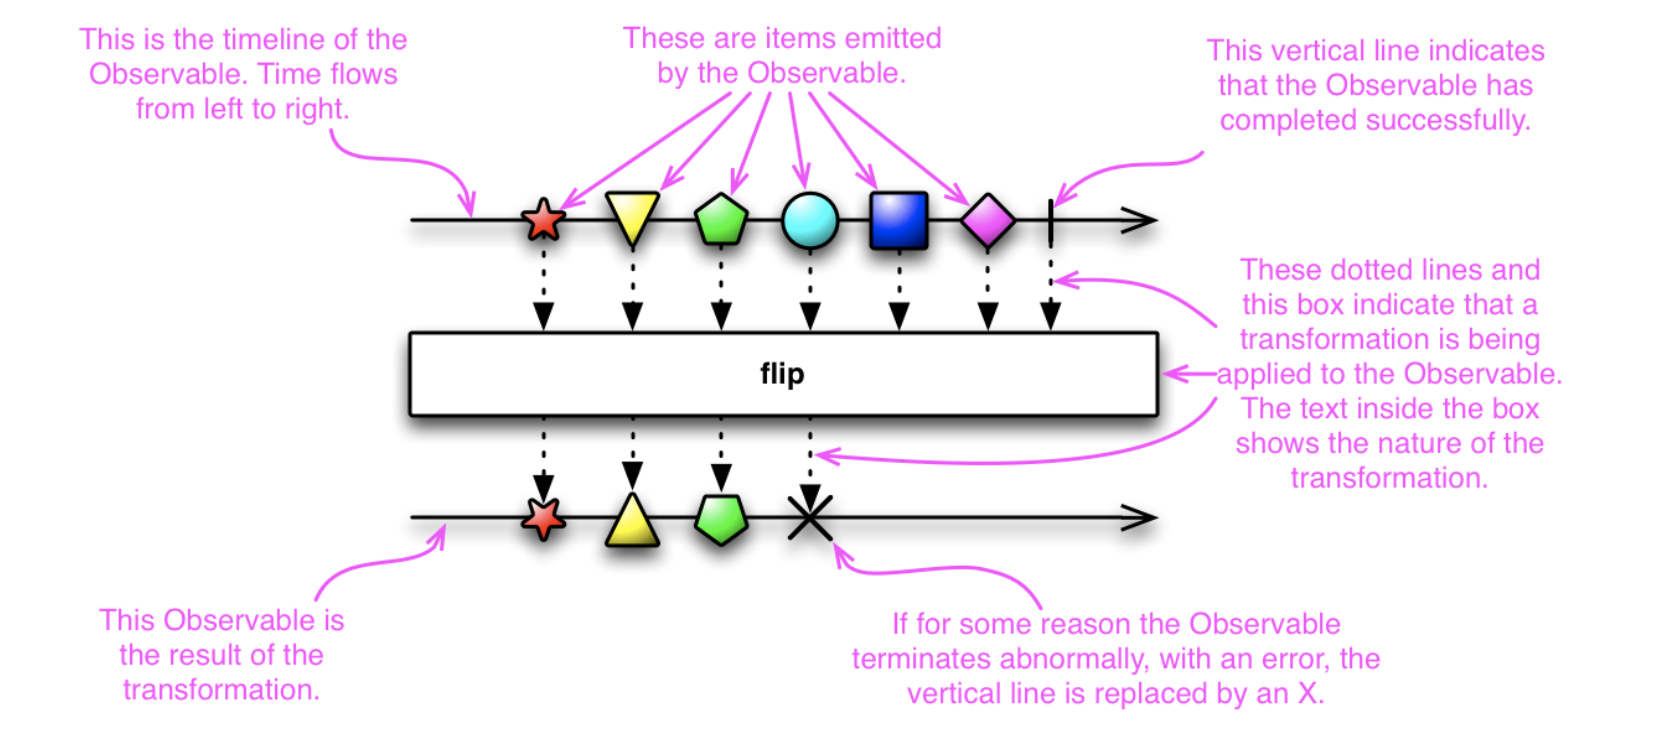 This is the timeline of the
Observable. Time flows
from left to right.
These are items emitted
by the Observable.
This vertical line indicates
that the Observable has
completed successfully.
These dotted lines and
this box indicate that a
transformation is being
applied to the Observable.
The text inside the box
shows the nature of the
transformation.
flip
This Observable is
the result of the
transformation.
If for some reason the Observable
terminates abnormally, with an error, the
vertical line is replaced by an X.